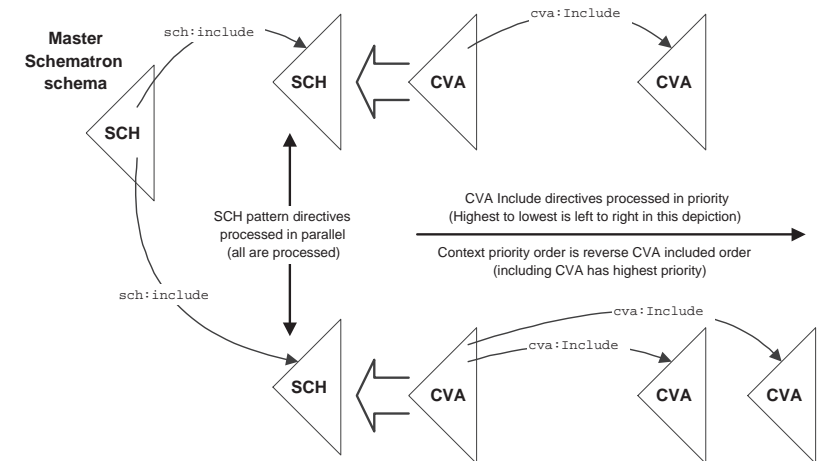 Master
Schematron
schema
sch:include
cva:Include
SCH
SCH
CVA
CVA
SCH pattern directives
processed in parallel
(all are processed)
CVA Include directives processed in priority
(Highest to lowest is left to right in this depiction)
Context priority order is reverse CVA included order
(including CVA has highest priority)
sch:include
cva:Include
cva:Include
SCH
CVA
CVA
CVA